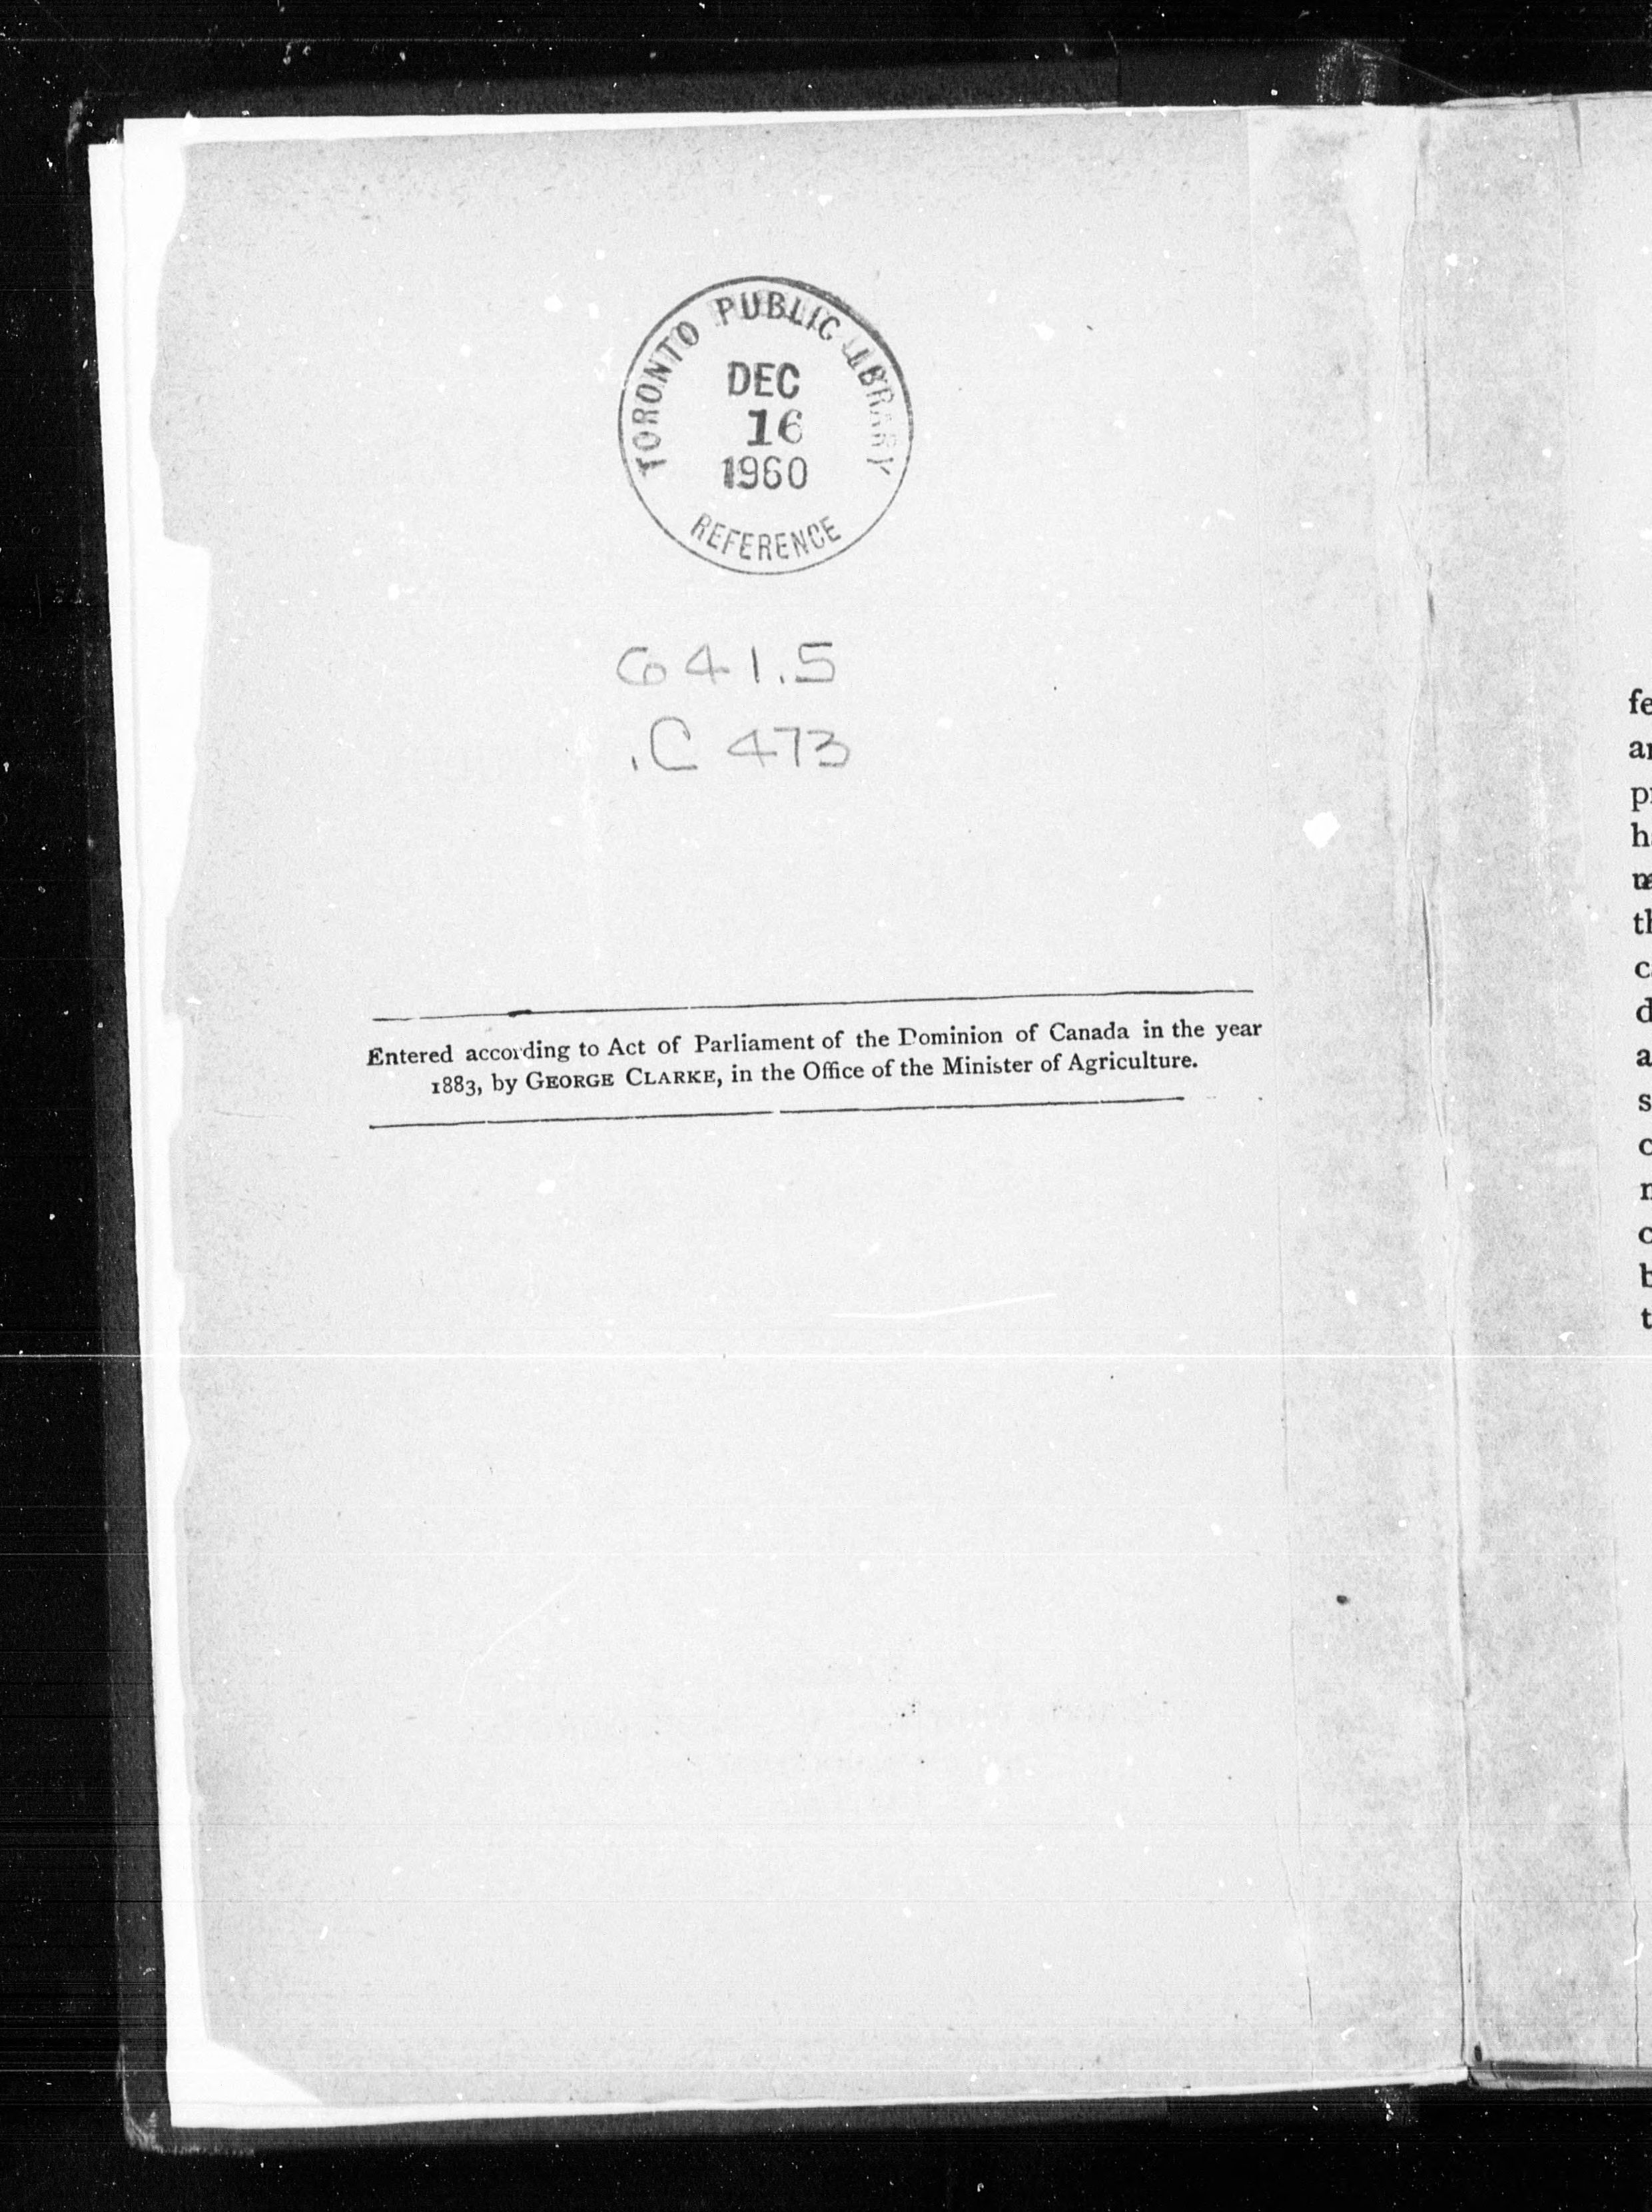 TORONTO PUBLIC LIBRARY
DEC
16
1960
REFERENCE
641.5
.C 473
Entered according to Act of Parliament of the Dominion of Canada in the year
1883, by GEORGE CLARKE, in the Office of the Minister of Agriculture.